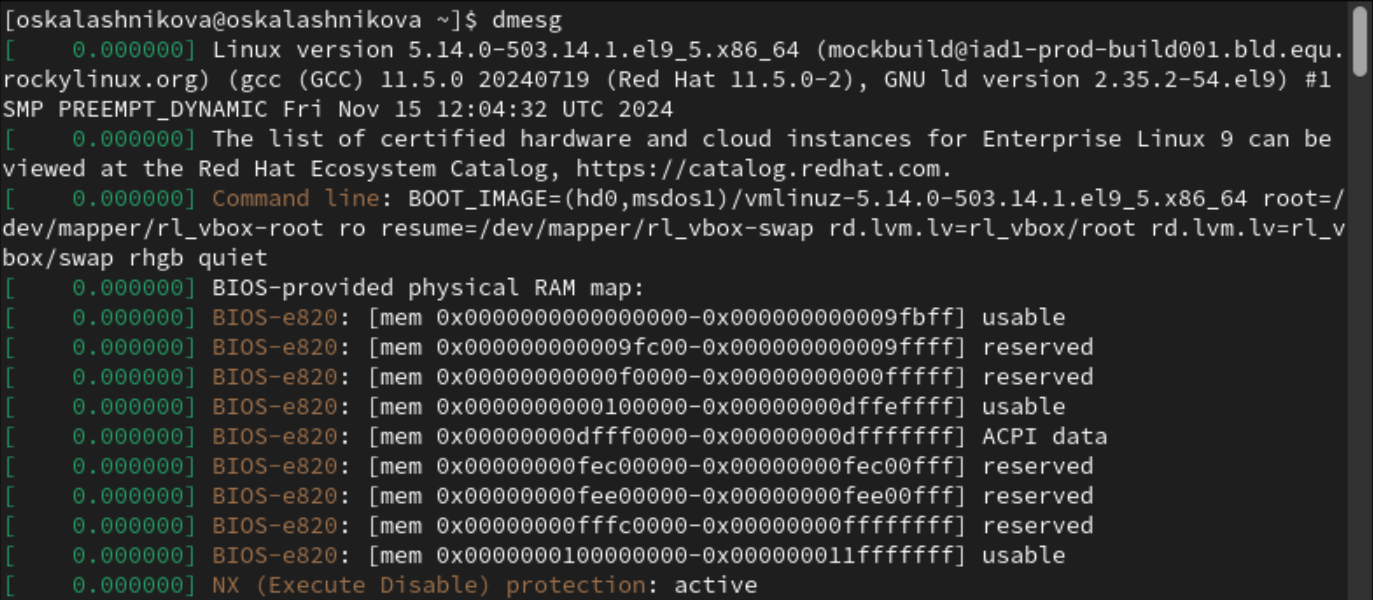 [oskalashnikova@oskalashnikova ~]$ dmesg
[    0.000000] Linux version 5.14.0-503.14.1.el9_5.x86_64 (mockbuild@iad1-prod-build001.bld.equ.
rockylinux.org) (gcc (GCC) 11.5.0 20240719 (Red Hat 11.5.0-2), GNU ld version 2.35.2-54.el9) #1
SMP PREEMPT_DYNAMIC Fri Nov 15 12:04:32 UTC 2024
[    0.000000] The list of certified hardware and cloud instances for Enterprise Linux 9 can be
viewed at the Red Hat Ecosystem Catalog, https://catalog.redhat.com.
[    0.000000] Command line: BOOT_IMAGE=(hd0,msdos1)/vmlinuz-5.14.0-503.14.1.el9_5.x86_64 root=/
dev/mapper/rl_vbox-root ro resume=/dev/mapper/rl_vbox-swap rd.lvm.lv=rl_vbox/root rd.lvm.lv=rl_v
box/swap rhgb quiet
[    0.000000] BIOS-provided physical RAM map:
[    0.000000] BIOS-e820: [mem 0x0000000000000000-0x000000000009fbff] usable
[    0.000000] BIOS-e820: [mem 0x000000000009fc00-0x000000000009ffff] reserved
[    0.000000] BIOS-e820: [mem 0x00000000000f0000-0x00000000000fffff] reserved
[    0.000000] BIOS-e820: [mem 0x0000000000100000-0x00000000dffeffff] usable
[    0.000000] BIOS-e820: [mem 0x00000000dfff0000-0x00000000dfffffff] ACPI data
[    0.000000] BIOS-e820: [mem 0x00000000fec00000-0x00000000fec00fff] reserved
[    0.000000] BIOS-e820: [mem 0x00000000fee00000-0x00000000fee00fff] reserved
[    0.000000] BIOS-e820: [mem 0x00000000fffc0000-0x00000000ffffffff] reserved
[    0.000000] BIOS-e820: [mem 0x0000000100000000-0x000000011fffffff] usable
[    0.000000] NX (Execute Disable) protection: active